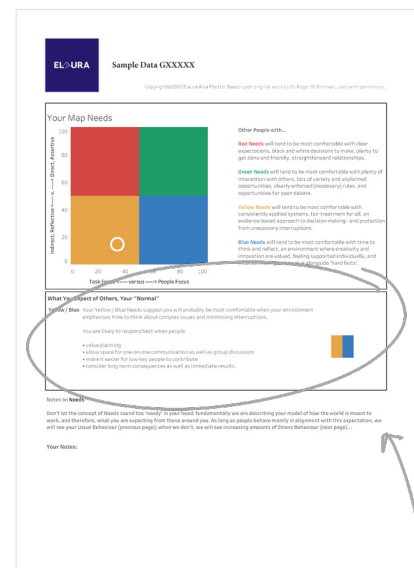 ELAURA
Sample Data GXXXXX
Your Map Needs
100
80
60
40
20
0
Indirect, Reflective <---- v. ----> Direct, Assertive
0 20 40 60 80 100
Task Focus <---- versus ----> People Focus
Other People with...
Red Needs will tend to be most comfortable with clear
expectations, black and white decisions to make, plenty to
get done and friendly, straightforward relationships.
Green Needs will tend to be most comfortable with plenty of
interaction with others, lots of variety and unplanned
opportunities, clearly enforced (necessary) rules, and
opportunities for open debate.
Yellow Needs will tend to be most comfortable with
consistently applied systems, fair treatment for all, an
evidence based approach to decision-making - and protection
from unnecessary interruptions.
Blue Needs will tend to be most comfortable with time to
think and reflect, an environment where creativity and
innovation are valued, feeling supported individually, and
alongside "hard facts".
What You Expect of Others, Your "Normal"
Yellow / Blue Your Yellow / Blue Needs suggest you will probably be most comfortable when your environment
emphasises time to think about complex issues and minimising interruptions.
You are likely to respond best when people:
• value planning
• allow space for one-on-one communication as well as group discussion
• make it easier for low-key people to contribute
• consider long term consequences as well as immediate results.
Notes on Needs
Don't let the concept of Needs sound too 'needy' in your head, fundamentally we are describing your model of how the world is meant to
work, and therefore, what you are expecting from those around you. As long as people behave mostly in alignment with this expectation, we
will see your Usual Behaviour (previous page); when we don't, we will see increasing amounts of Stress Behaviour (next page)...
Your Notes: